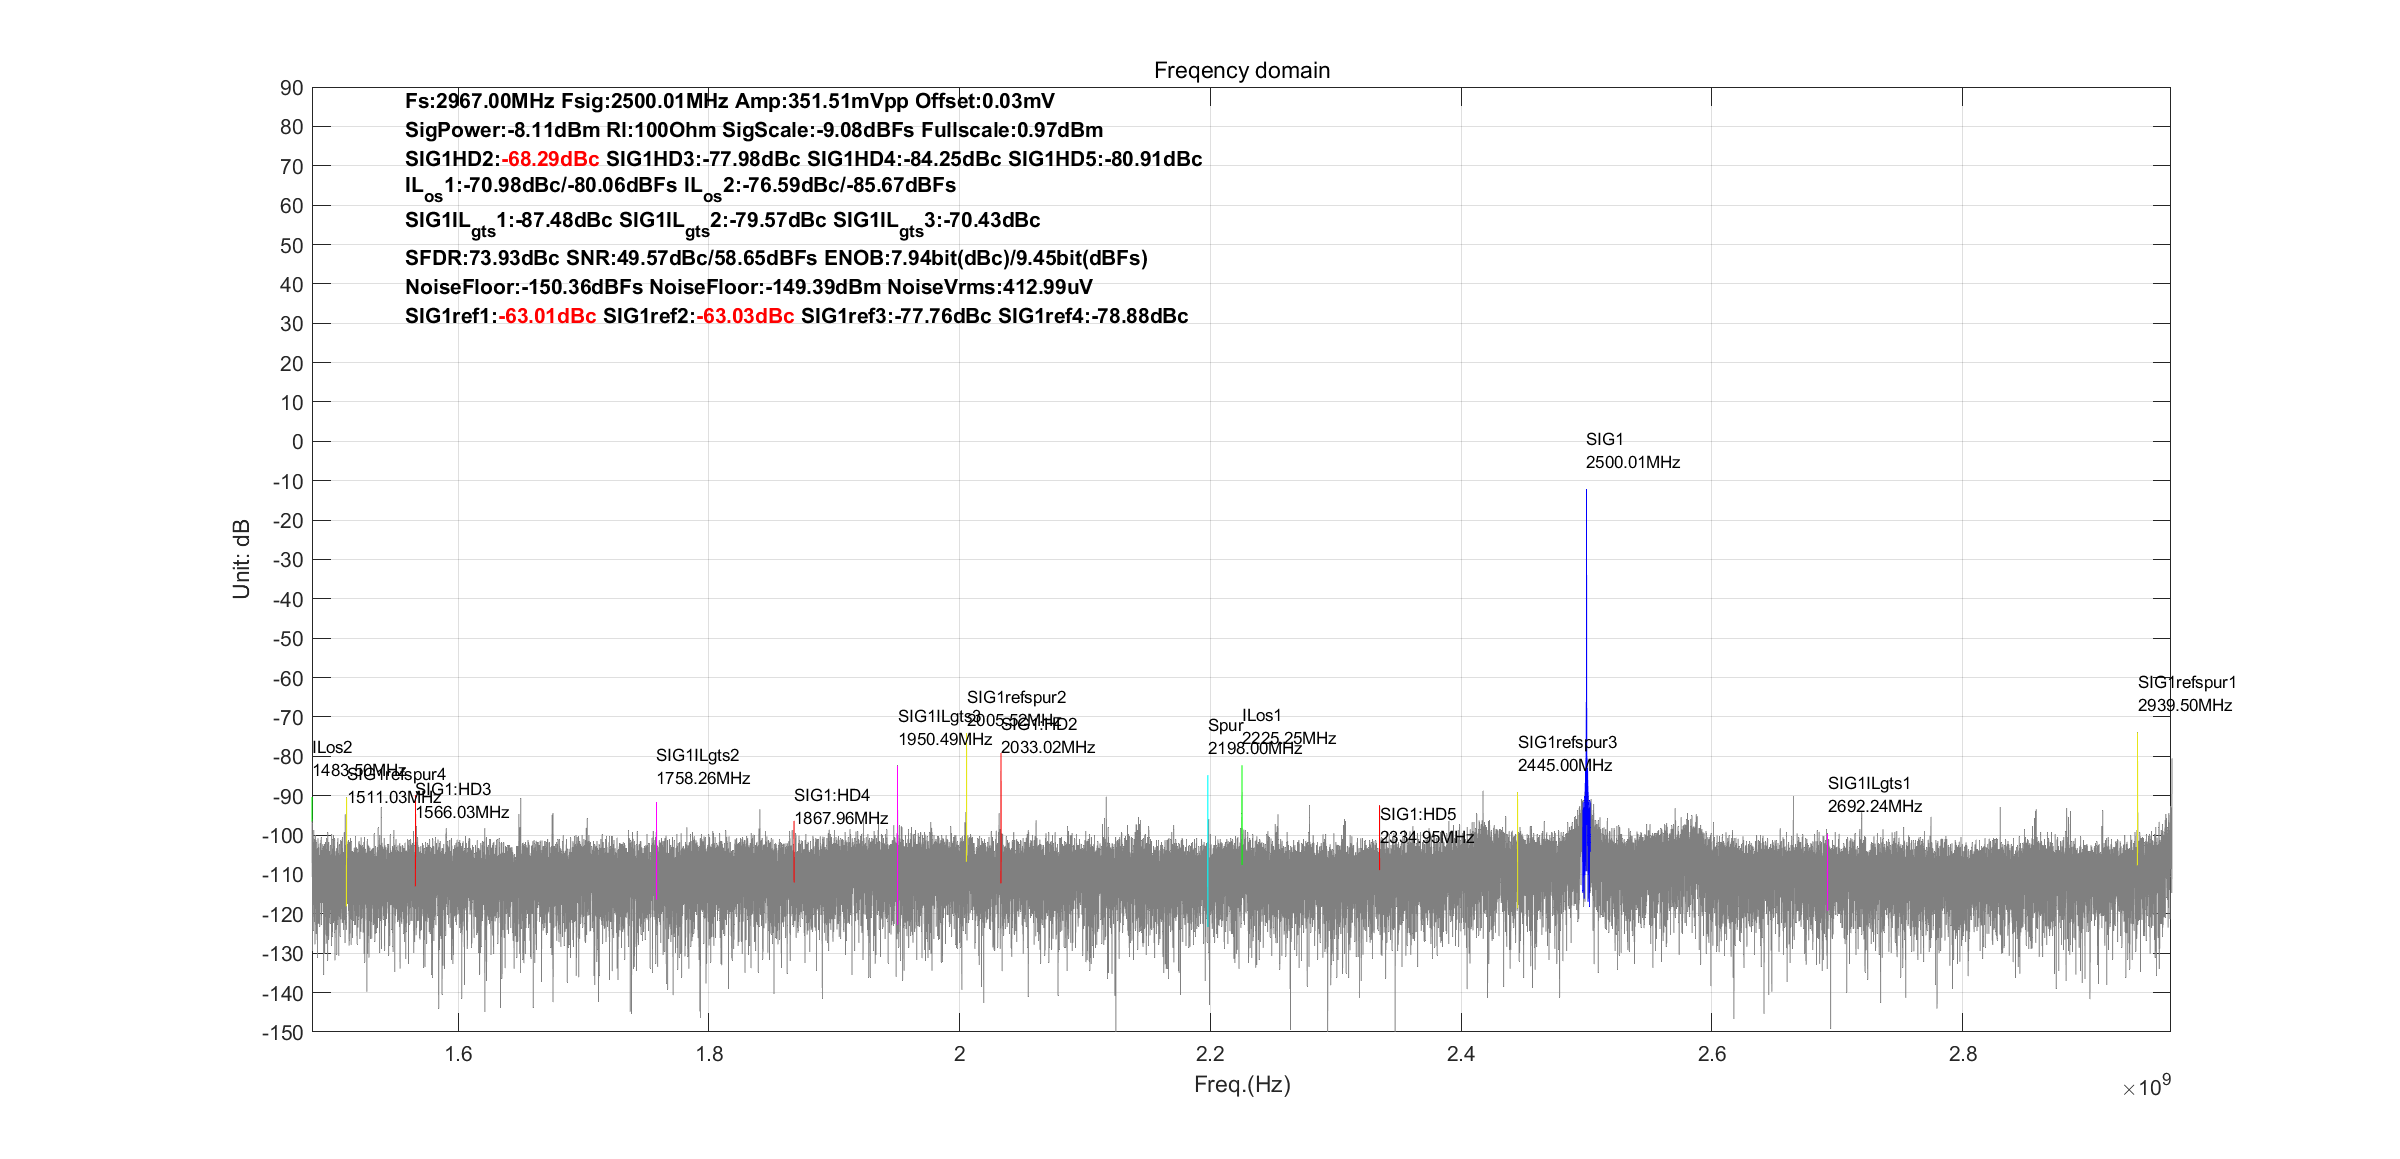 Freqency domain
Fs:2967.00MHz Fsig:2500.01MHz Amp:351.51mVpp Offset:0.03mV
SigPower:-8.11dBm Rl:100Ohm SigScale:-9.08dBFs Fullscale:0.97dBm
SIG1HD2:-68.29dBc SIG1HD3:-77.98dBc SIG1HD4:-84.25dBc SIG1HD5:-80.91dBc
ILos1:-70.98dBc/-80.06dBFs ILos2:-76.59dBc/-85.67dBFs
SIG1ILgts1:-87.48dBc SIG1ILgts2:-79.57dBc SIG1ILgts3:-70.43dBc
SFDR:73.93dBc SNR:49.57dBc/58.65dBFs ENOB:7.94bit(dBc)/9.45bit(dBFs)
NoiseFloor:-150.36dBFs NoiseFloor:-149.39dBm NoiseVrms:412.99uV
SIG1ref1:-63.01dBc SIG1ref2:-63.03dBc SIG1ref3:-77.76dBc SIG1ref4:-78.88dBc
90
80
70
60
50
40
30
20
10
0
-10
-20
-30
-40
-50
-60
-70
-80
-90
-100
-110
-120
-130
-140
-150
Unit: dB
ILos2
1483.50MHz
SIG1refspur4
1511.03MHz
SIG1:HD3
1566.03MHz
SIG1ILgts2
1758.26MHz
SIG1:HD4
1867.96MHz
SIG1ILgts3
1950.49MHz
SIG1refspur2
2005.52MHz
SIG1:HD2
2033.02MHz
Spur
2198.00MHz
ILos1
2225.25MHz
SIG1:HD5
2334.95MHz
SIG1refspur3
2445.00MHz
SIG1
2500.01MHz
SIG1ILgts1
2692.24MHz
SIG1refspur1
2939.50MHz
1.6
1.8
2
2.2
2.4
2.6
2.8
Freq.(Hz)
×10^9